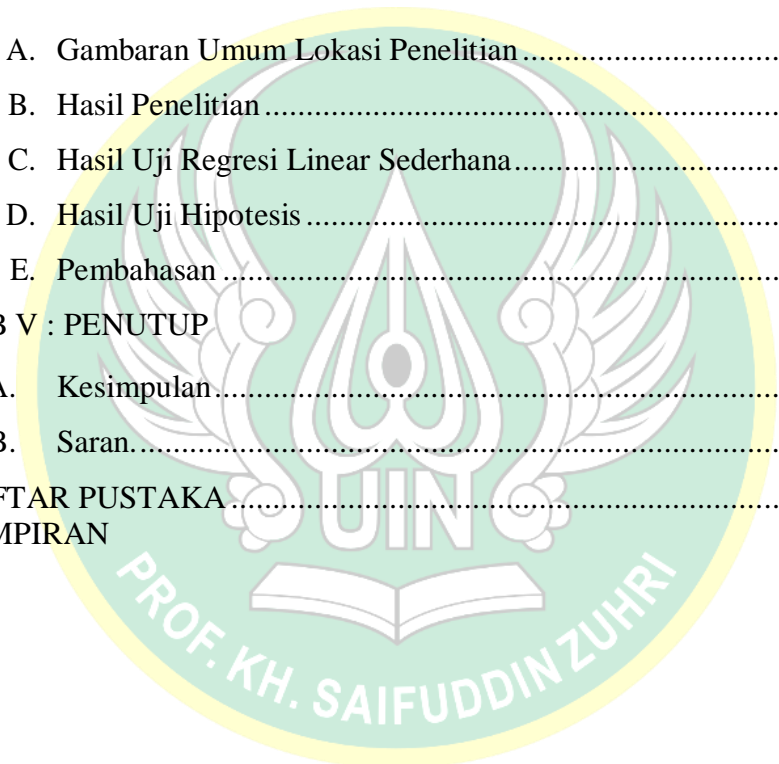 A. Gambaran Umum Lokasi Penelitian................................
B. Hasil Penelitian................................................................
C. Hasil Uji Regresi Linear Sederhana.................................
D. Hasil Uji Hipotesis...........................................................
E. Pembahasan.....................................................................
B V : PENUTUP
A. Kesimpulan......................................................................
B. Saran................................................................................
FTAR PUSTAKA....................................................................
MPIRAN
UIN
PROF. KH. SAIFUDDIN ZUHRI